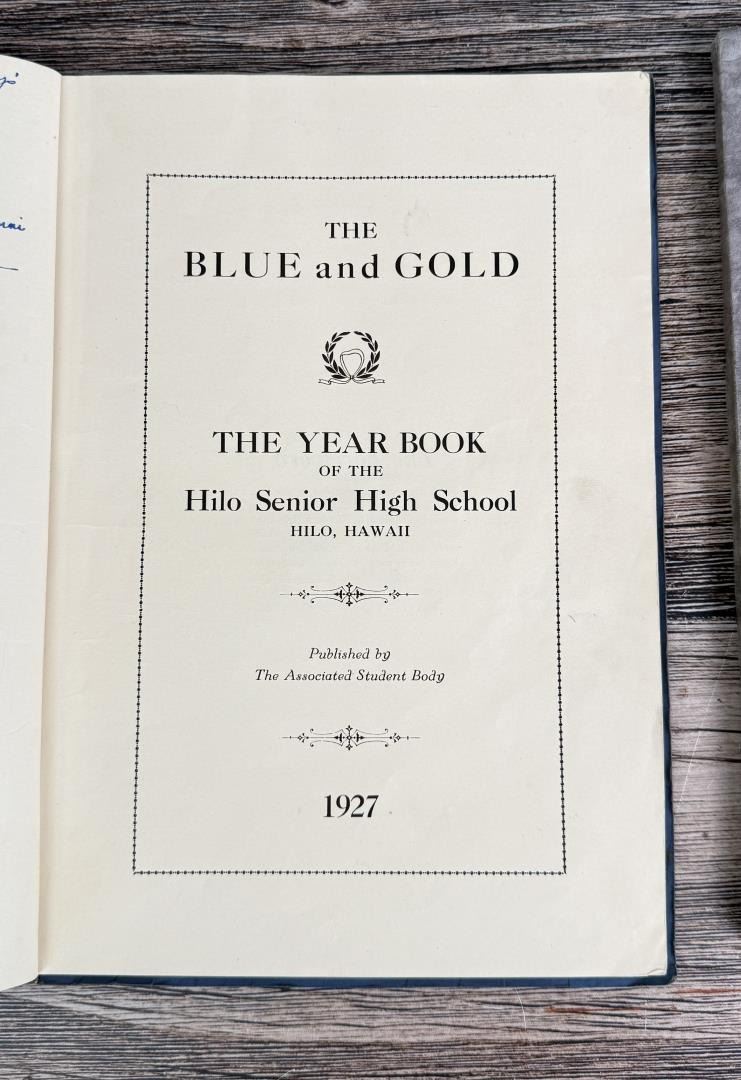 THE
BLUE and GOLD
THE YEAR BOOK
OF THE
Hilo Senior High School
HILO, HAWAII
Published by
The Associated Student Body
1927